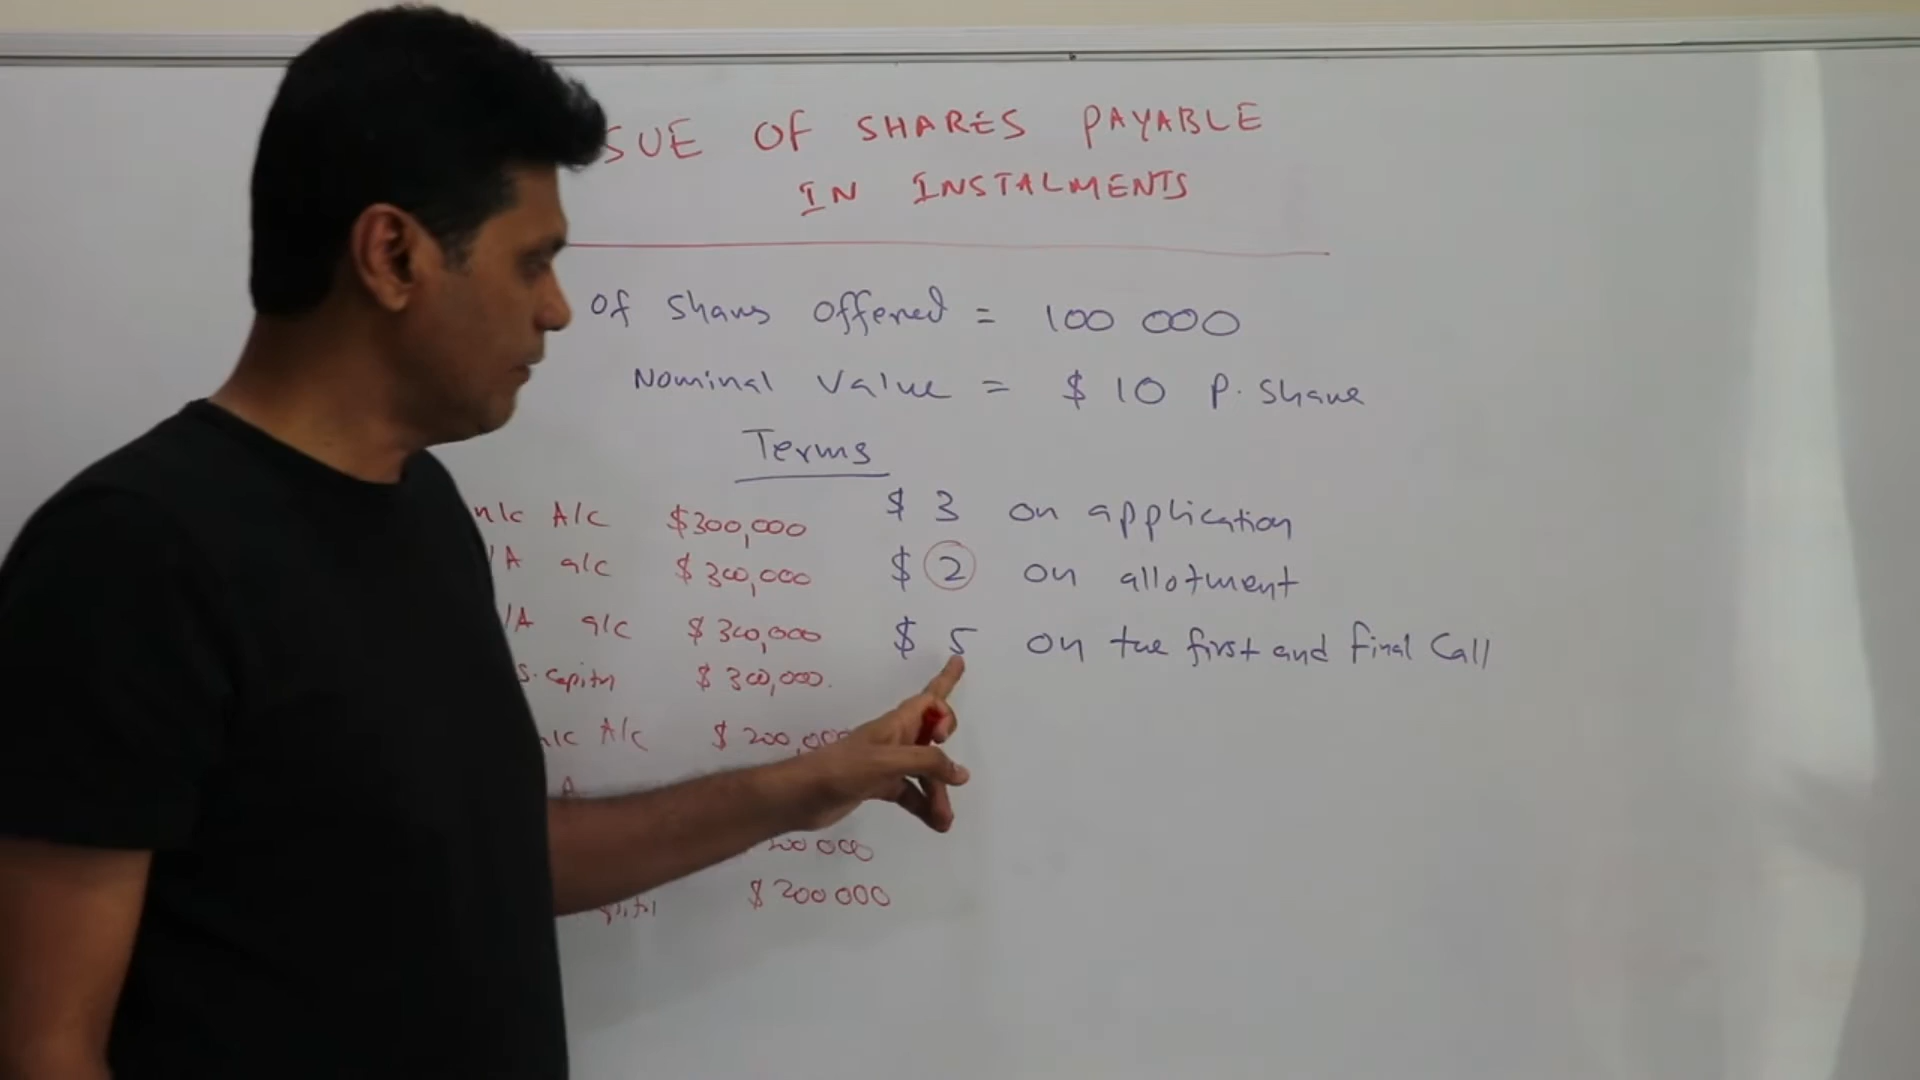 SUE OF SHARES PAYABLE
IN INSTALMENTS
of Shares offered = 100 000
Nominal Value = $ 10 P. Share
Terms
A/c $300,000 $ 3 on application
/A a/c $300,000 $ 2 on allotment
/A a/c $300,000 $ 5 on the first and final Call
S. Capital $300,000.
A/c $ 200,000
A
200 000
$ 200 000